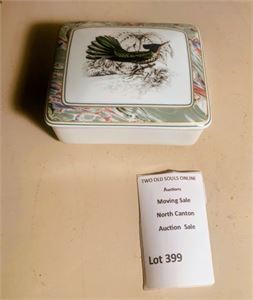 TWO OLD SOULS ONLINE
Auctions
Moving Sale
North Canton
Auction Sale
Lot 399